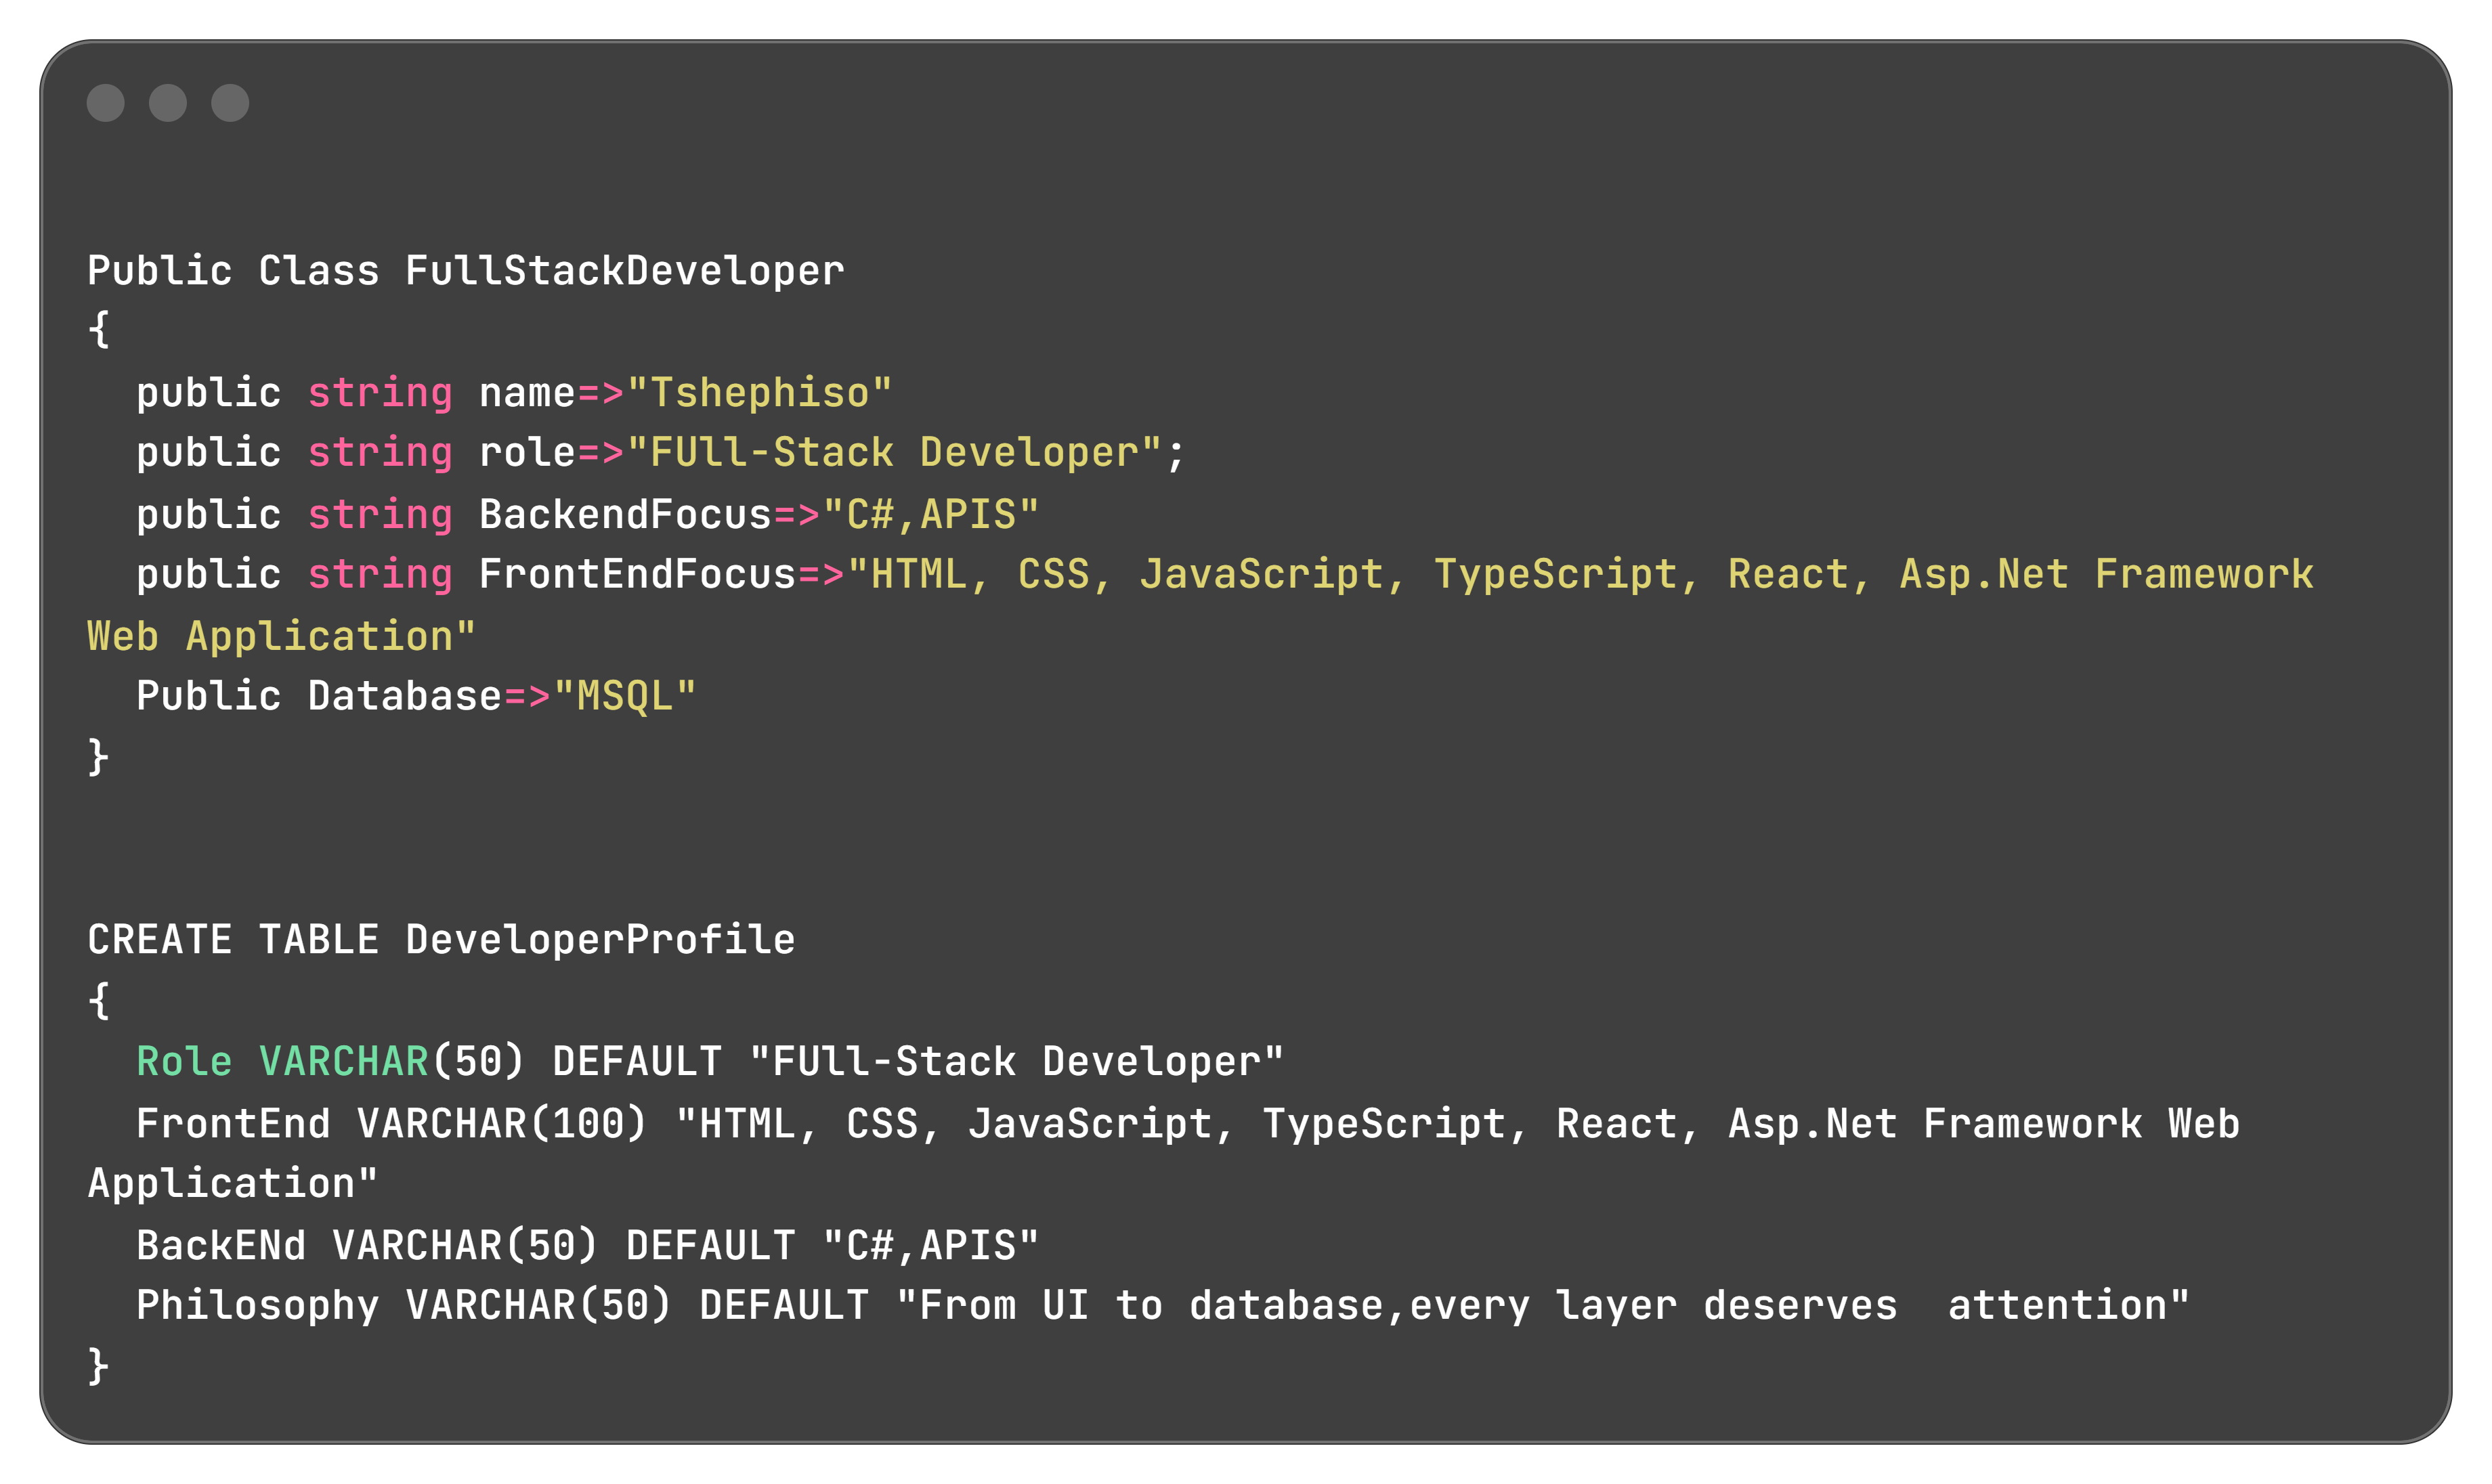 Public Class FullStackDeveloper
{
  public string name=>"Tshephiso"
  public string role=>"FUll-Stack Developer";
  public string BackendFocus=>"C#,APIS"
  public string FrontEndFocus=>"HTML, CSS, JavaScript, TypeScript, React, Asp.Net Framework
Web Application"
  Public Database=>"MSQL"
}
CREATE TABLE DeveloperProfile
{
  Role VARCHAR(50) DEFAULT "FUll-Stack Developer"
  FrontEnd VARCHAR(100) "HTML, CSS, JavaScript, TypeScript, React, Asp.Net Framework Web
Application"
  BackENd VARCHAR(50) DEFAULT "C#,APIS"
  Philosophy VARCHAR(50) DEFAULT "From UI to database,every layer deserves  attention"
}